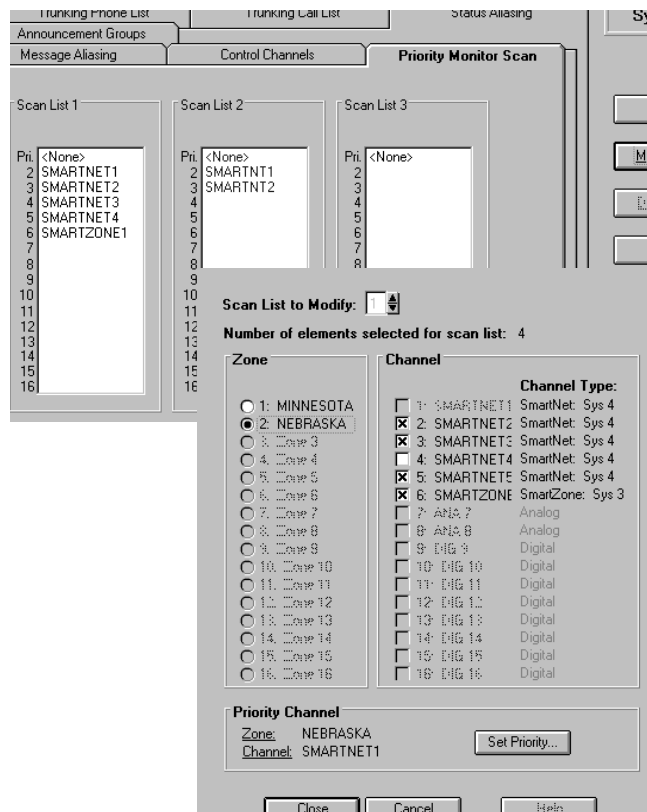 Trunking Phone List
Trunking Call List
Status Aliasing
Announcement Groups
Message Aliasing
Control Channels
Priority Monitor Scan
Scan List 1
Scan List 2
Scan List 3
Pri. <None>
2 SMARTNET1
3 SMARTNET2
4 SMARTNET3
5 SMARTNET4
6 SMARTZONE1
7
8
9
10
11
12
13
14
15
16
Pri. <None>
2 SMARTNT1
3 SMARTNT2
4
5
6
7
8
9
10
11
12
13
14
15
16
Pri. <None>
2
3
4
5
6
7
8
Scan List to Modify: 1
Number of elements selected for scan list: 4
Zone
1: MINNESOTA
2: NEBRASKA
3. Zone 3
4. Zone 4
5. Zone 5
6. Zone 6
7. Zone 7
8. Zone 8
9. Zone 9
10. Zone 10
11. Zone 11
12. Zone 12
13. Zone 13
14. Zone 14
15. Zone 15
16. Zone 16
Channel
Channel Type:
1: SMARTNET1 SmartNet: Sys 4
2: SMARTNET2 SmartNet: Sys 4
3: SMARTNET3 SmartNet: Sys 4
4: SMARTNET4 SmartNet: Sys 4
5: SMARTNET5 SmartNet: Sys 4
6: SMARTZONE SmartZone: Sys 3
7: ANA 7 Analog
8: ANA 8 Analog
9: DIG 9 Digital
10: DIG 10 Digital
11: DIG 11 Digital
12: DIG 12 Digital
13: DIG 13 Digital
14: DIG 14 Digital
15: DIG 15 Digital
16: DIG 16 Digital
Priority Channel
Zone: NEBRASKA
Channel: SMARTNET1
Set Priority...
Close
Cancel
Help